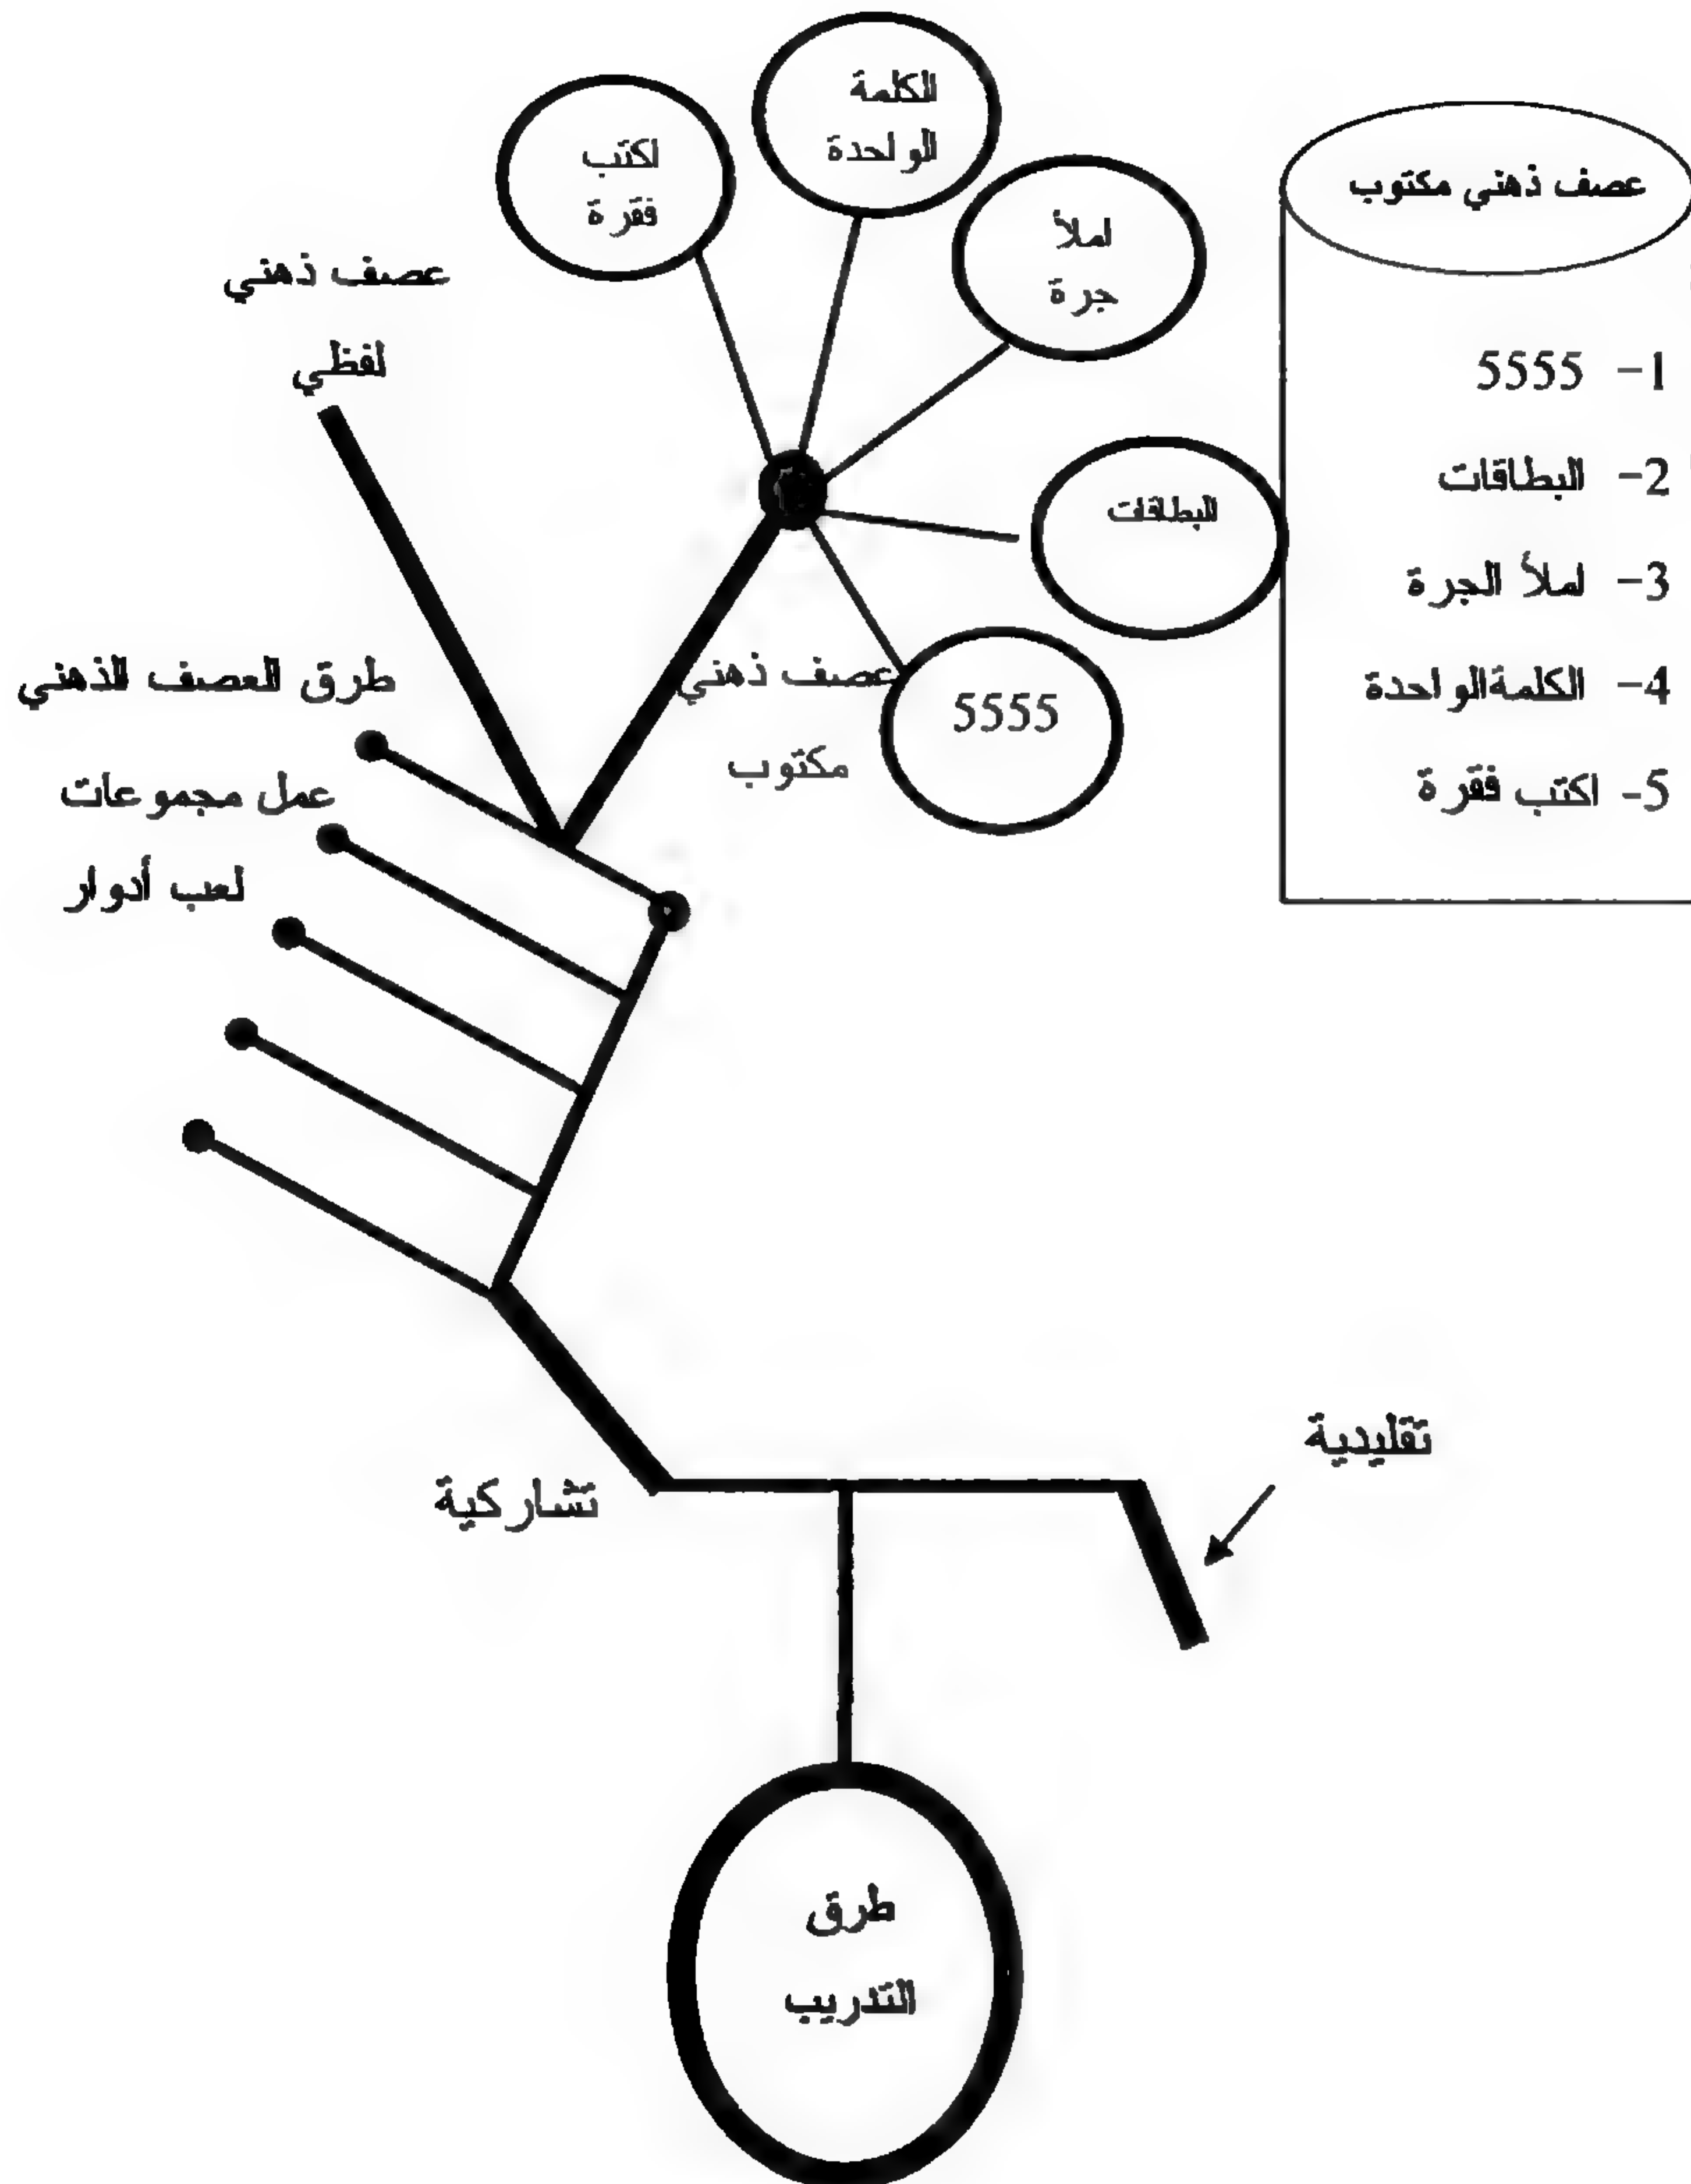 الكلمة
الواحدة
اكتب
فقرة
املأ
جرة
عصف ذهني مكتوب
عصف ذهني
لفظي
1- 5555
2- البطاقات
3- املأ الجرة
4- الكلمة الواحدة
5- اكتب فقرة
البطاقات
5555
عصف ذهني
مكتوب
طرق العصف الذهني
عمل مجموعات
لعب أدوار
تقليدية
تشاركية
طرق
التدريب